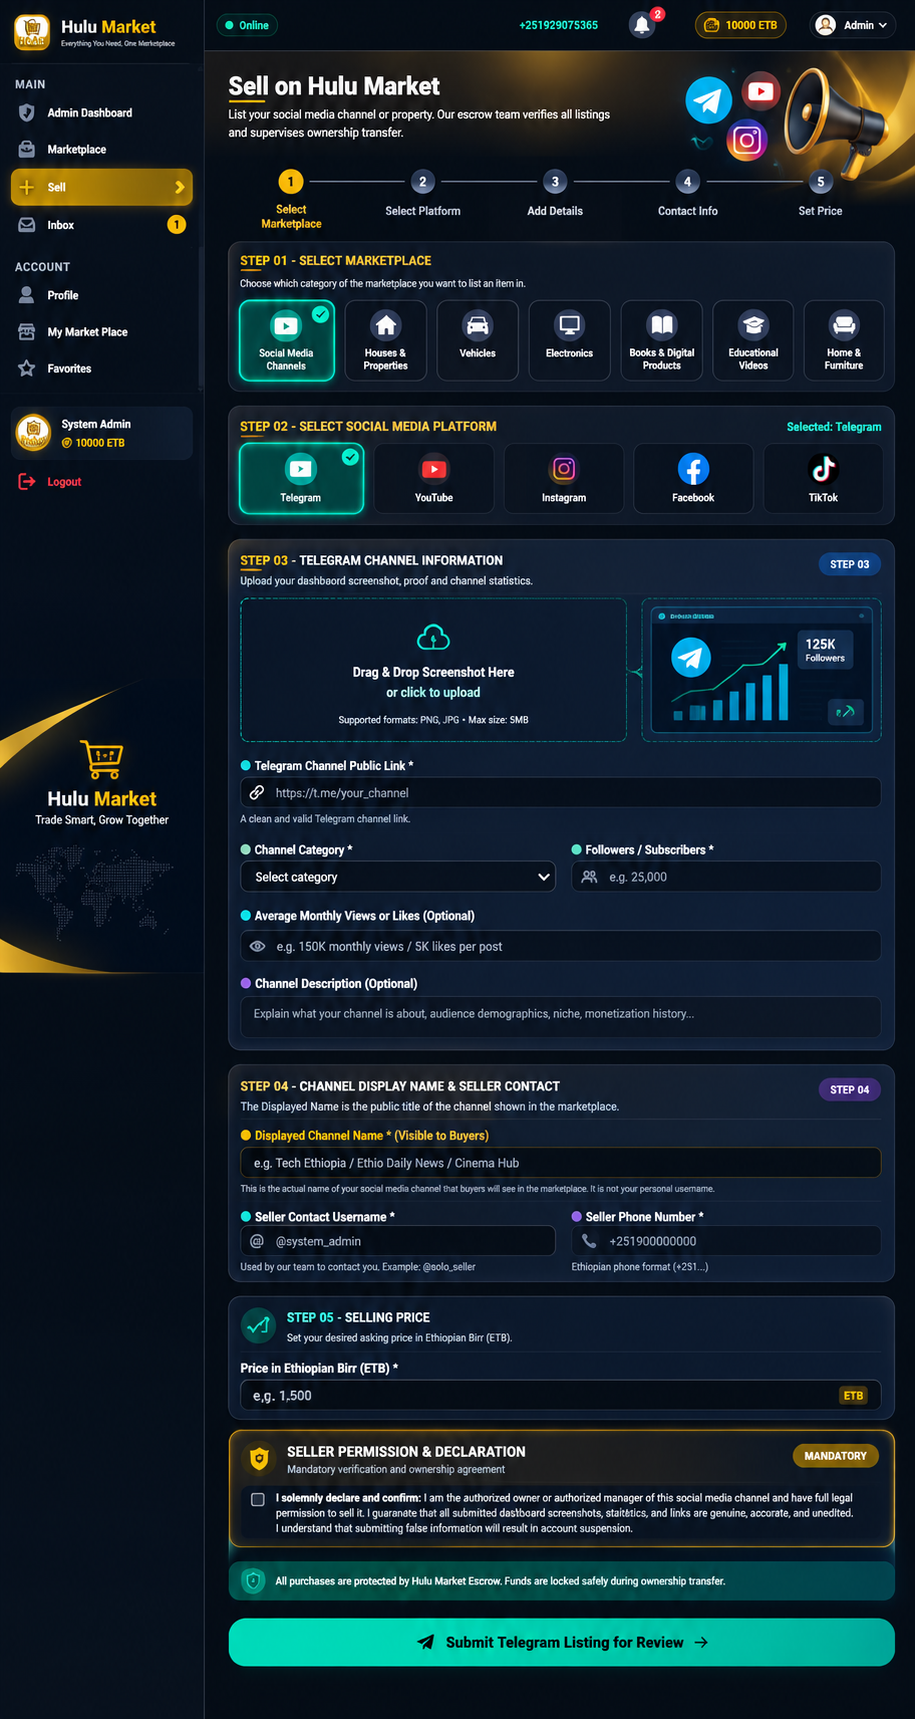 Hulu Market
Everything You Need, One Marketplace
Online
+251929075365
2
10000 ETB
Admin
MAIN
Admin Dashboard
Marketplace
Sell
Inbox
1
ACCOUNT
Profile
My Market Place
Favorites
System Admin
10000 ETB
Logout
Hulu Market
Trade Smart, Grow Together
Sell on Hulu Market
List your social media channel or property. Our escrow team verifies all listings
and supervises ownership transfer.
1
2
3
4
5
Select
Marketplace
Select Platform
Add Details
Contact Info
Set Price
STEP 01 - SELECT MARKETPLACE
Choose which category of the marketplace you want to list an item in.
Social Media
Channels
Houses &
Properties
Vehicles
Electronics
Books & Digital
Products
Educational
Videos
Home &
Furniture
STEP 02 - SELECT SOCIAL MEDIA PLATFORM
Selected: Telegram
Telegram
YouTube
Instagram
Facebook
TikTok
STEP 03 - TELEGRAM CHANNEL INFORMATION
STEP 03
Upload your dashbaord screenshot, proof and channel statistics.
Drag & Drop Screenshot Here
or click to upload
Supported formats: PNG, JPG • Max size: 5MB
125K
Followers
Telegram Channel Public Link *
https://t.me/your_channel
A clean and valid Telegram channel link.
Channel Category *
Select category
Followers / Subscribers *
e.g. 25,000
Average Monthly Views or Likes (Optional)
e.g. 150K monthly views / 5K likes per post
Channel Description (Optional)
Explain what your channel is about, audience demographics, niche, monetization history...
STEP 04 - CHANNEL DISPLAY NAME & SELLER CONTACT
STEP 04
The Displayed Name is the public title of the channel shown in the marketplace.
Displayed Channel Name * (Visible to Buyers)
e.g. Tech Ethiopia / Ethio Daily News / Cinema Hub
This is the actual name of your social media channel that buyers will see in the marketplace. It is not your personal username.
Seller Contact Username *
@system_admin
Used by our team to contact you. Example: @solo_seller
Seller Phone Number *
+251900000000
Ethiopian phone format (+251...)
STEP 05 - SELLING PRICE
Set your desired asking price in Ethiopian Birr (ETB).
Price in Ethiopian Birr (ETB) *
e,g. 1,500
ETB
SELLER PERMISSION & DECLARATION
Mandatory verification and ownership agreement
MANDATORY
I solemnly declare and confirm: I am the authorized owner or authorized manager of this social media channel and have full legal
permission to sell it. I guaranate that all submitted dastboard screenshots, and links are genuine, accorate, and unedited.
I understand that submitting false information will result in account suspension.
All purchases are protected by Hulu Market Escrow. Funds are locked safely during ownership transfer.
Submit Telegram Listing for Review